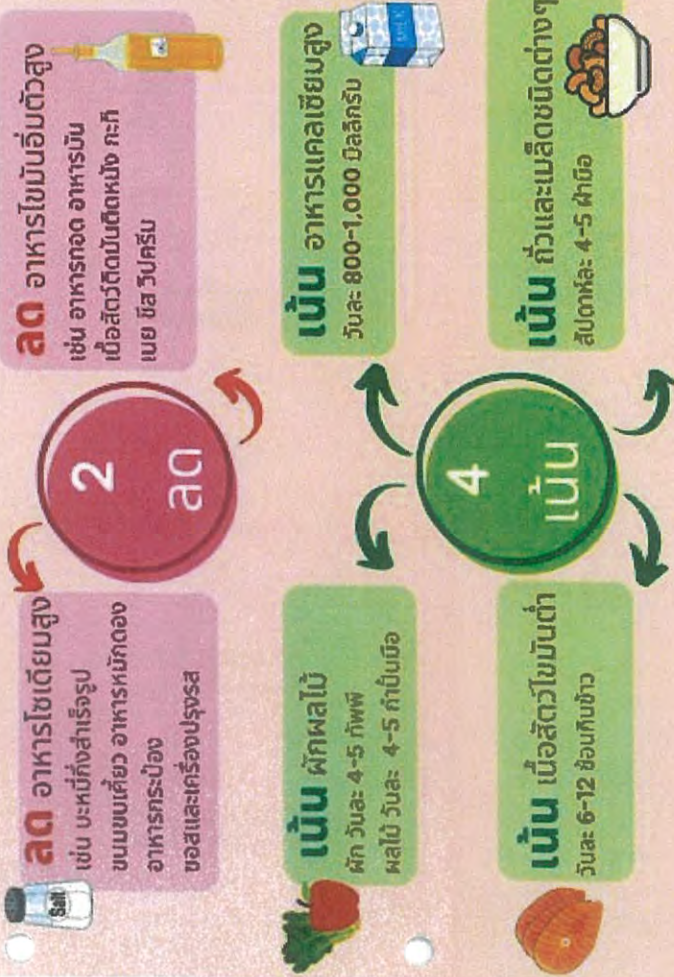 ลด อาหารโซเดียมสูง
เช่น บะหมี่กึ่งสำเร็จรูป
ขนมขบเคี้ยว อาหารหมักดอง
อาหารกระป๋อง
ซอสและเครื่องปรุงรส
Salt
2
ลด
ลด อาหารไขมันอิ่มตัวสูง
เช่น อาหารทอด อาหารมัน
เนื้อสัตว์ติดมันติดหนัง กะทิ
เนย ชีส วิปครีม
เน้น ผักผลไม้
ผัก วันละ 4-5 ทัพพี
ผลไม้ วันละ 4-5 กำปั้นมือ
เน้น อาหารแคลเซียมสูง
วันละ 800-1,000 มิลลิกรัม
MILK
4
เน้น
เน้น เนื้อสัตว์ไขมันต่ำ
วันละ 6-12 ช้อนกินข้าว
เน้น ถั่วและเมล็ดชนิดต่างๆ
สัปดาห์ละ 4-5 ฝ่ามือ